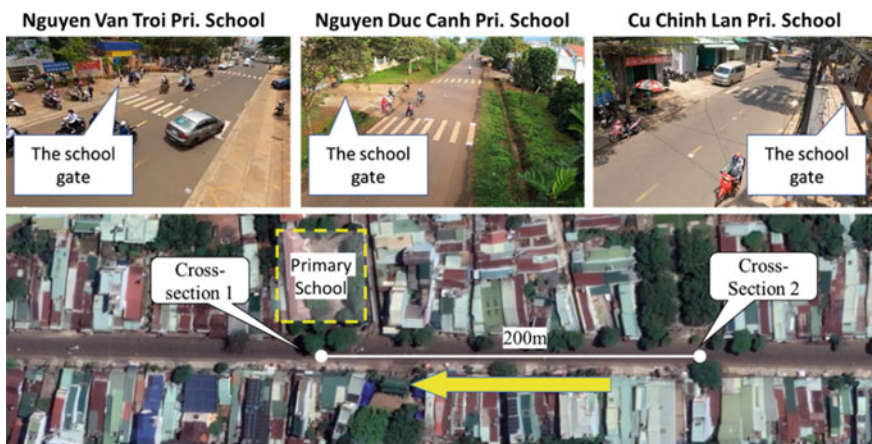 Nguyen Van Troi Pri. School
Nguyen Duc Canh Pri. School
Cu Chinh Lan Pri. School
The school
gate
The school
gate
The school
gate
Cross-
section 1
Primary
School
200m
Cross-
Section 2